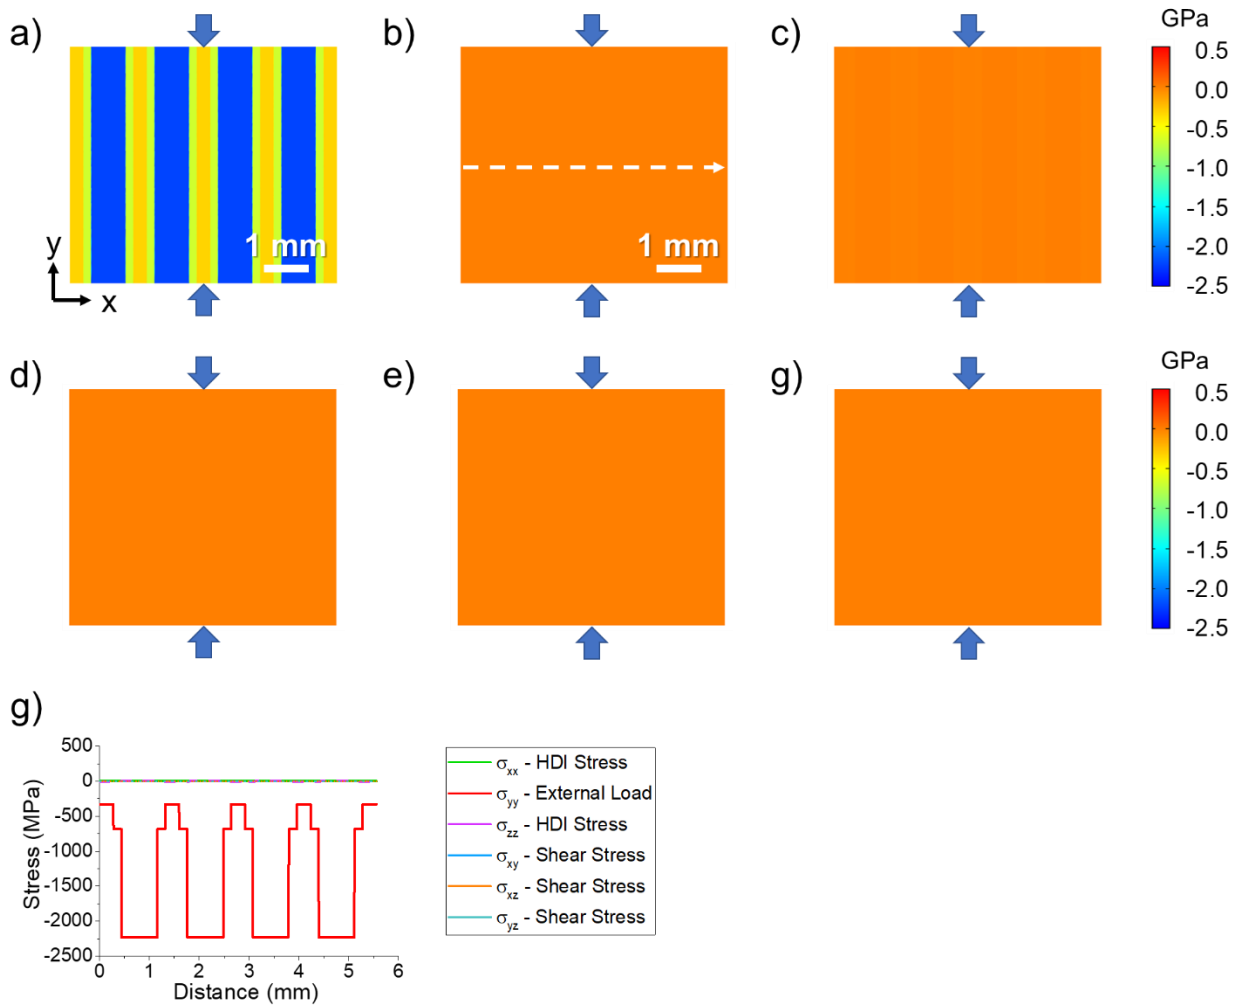 a)
b)
c)
GPa
0.5
0.0
-0.5
-1.0
-1.5
-2.0
-2.5
1 mm
1 mm
y
x
d)
e)
g)
GPa
0.5
0.0
-0.5
-1.0
-1.5
-2.0
-2.5
g)
Stress (MPa)
500
0
-500
-1000
-1500
-2000
-2500
0 1 2 3 4 5 6
Distance (mm)
σxx - HDI Stress
σyy - External Load
σzz - HDI Stress
σxy - Shear Stress
σxz - Shear Stress
σyz - Shear Stress